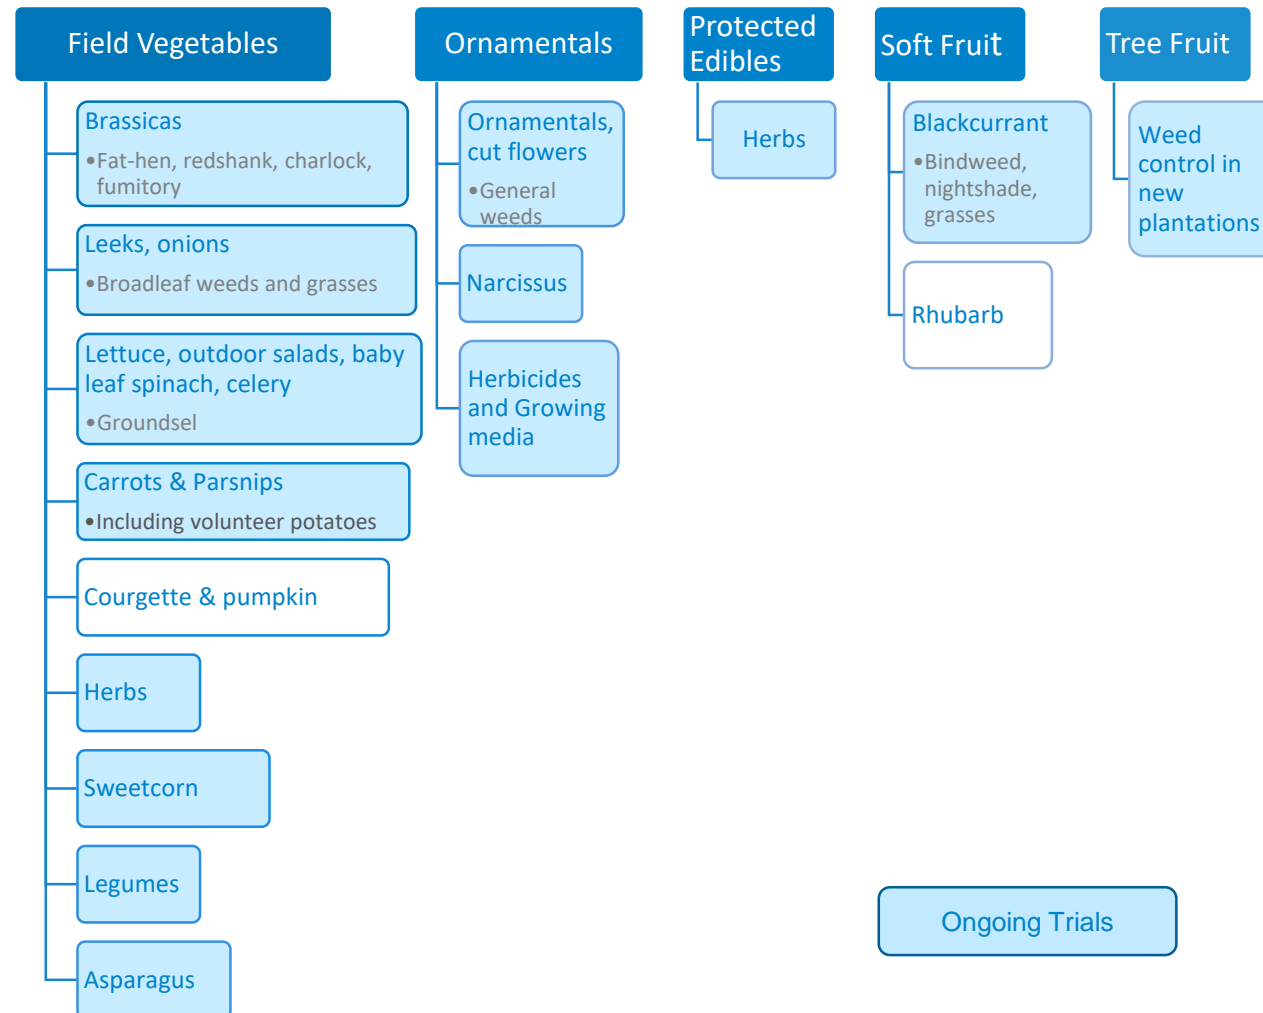 Field Vegetables
Brassicas
•Fat-hen, redshank, charlock,
fumitory
Leeks, onions
•Broadleaf weeds and grasses
Lettuce, outdoor salads, baby
leaf spinach, celery
•Groundsel
Carrots & Parsnips
•Including volunteer potatoes
Courgette & pumpkin
Herbs
Sweetcorn
Legumes
Asparagus
Ornamentals
Ornamentals,
cut flowers
•General
weeds
Narcissus
Herbicides
and Growing
media
Protected
Edibles
Herbs
Soft Fruit
Blackcurrant
•Bindweed,
nightshade,
grasses
Rhubarb
Tree Fruit
Weed
control in
new
plantations
Ongoing Trials